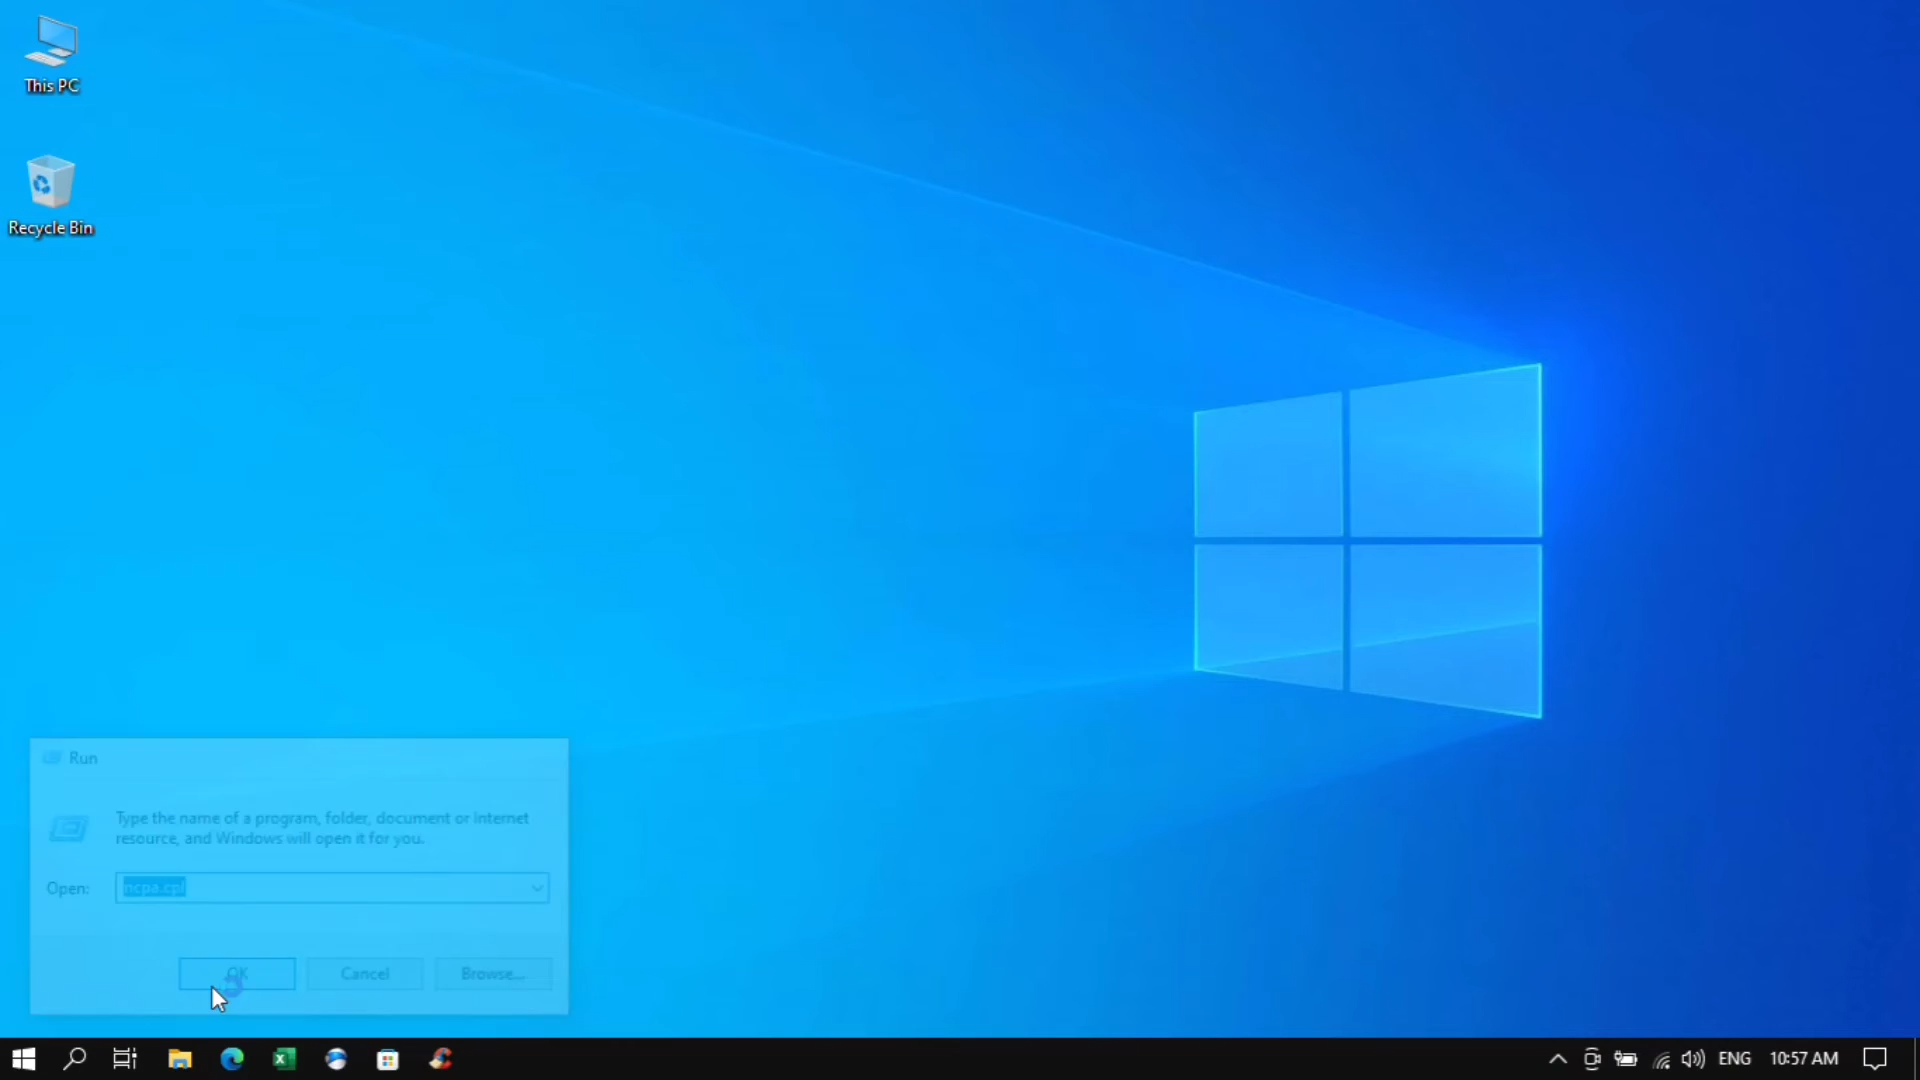 This PC
Recycle Bin
Run
Type the name of a program, folder, document or Internet
resource, and Windows will open it for you.
Open:
ncpa.cpl
OK
Cancel
Browse...
ENG
10:57 AM